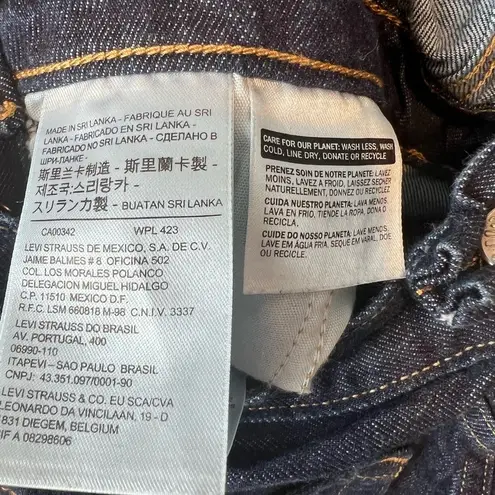 MADE IN SRI LANKA - FABRIQUE AU SRI
LANKA - FABRICADO EN SRI LANKA -
FABRICADO NO SRI LANKA - СДЕЛАНО В
ШРИ-ЛАНКЕ -
斯里兰卡制造 - 斯里蘭卡製 -
제조국:스리랑카 -
スリランカ製 - BUATAN SRI LANKA
CA00342 WPL 423
LEVI STRAUSS DE MEXICO, S.A. DE C.V.
JAIME BALMES # 8 OFICINA 502
COL. LOS MORALES POLANCO
DELEGACION MIGUEL HIDALGO
C.P. 11510 MEXICO D.F.
R.F.C. LSM 660818 M-98 C.N.I.V. 3337
LEVI STRAUSS DO BRASIL
AV. PORTUGAL, 400
06990-110
ITAPEVI – SAO PAULO BRASIL
CNPJ: 43.351.097/0001-90
LEVI STRAUSS & CO. EU SCA/CVA
LEONARDO DA VINCILAAN, 19 - D
1831 DIEGEM, BELGIUM
NIF A 08298606
CARE FOR OUR PLANET: WASH LESS, WASH
COLD, LINE DRY, DONATE OR RECYCLE
PRENEZ SOIN DE NOTRE PLANETE: LAVEZ
MOINS, LAVEZ A FROID, LAISSEZ SECHER
NATURELLEMENT, DONNEZ OU RECYCLEZ.
CUIDA NUESTRO PLANETA: LAVA MENOS,
LAVA EN FRIO, TIENDE LA ROPA, DONA O
RECICLA.
CUIDE DO NOSSO PLANETA: LAVE MENOS,
LAVE EM ÁGUA FRIA, SEQUE EM VARAL, DOE
OU RECICLE.